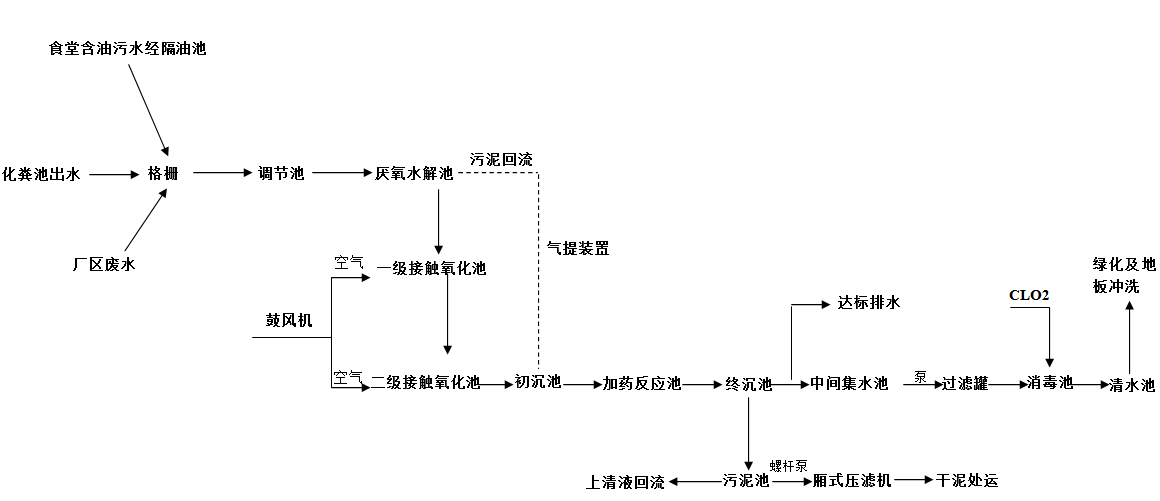 食堂含油污水经隔油池
化粪池出水
格栅
调节池
厌氧水解池
污泥回流
厂区废水
气提装置
空气
一级接触氧化池
鼓风机
空气
二级接触氧化池
初沉池
加药反应池
终沉池
达标排水
中间集水池
泵
过滤罐
CLO2
消毒池
清水池
绿化及地
板冲洗
上清液回流
污泥池
螺杆泵
厢式压滤机
干泥处运